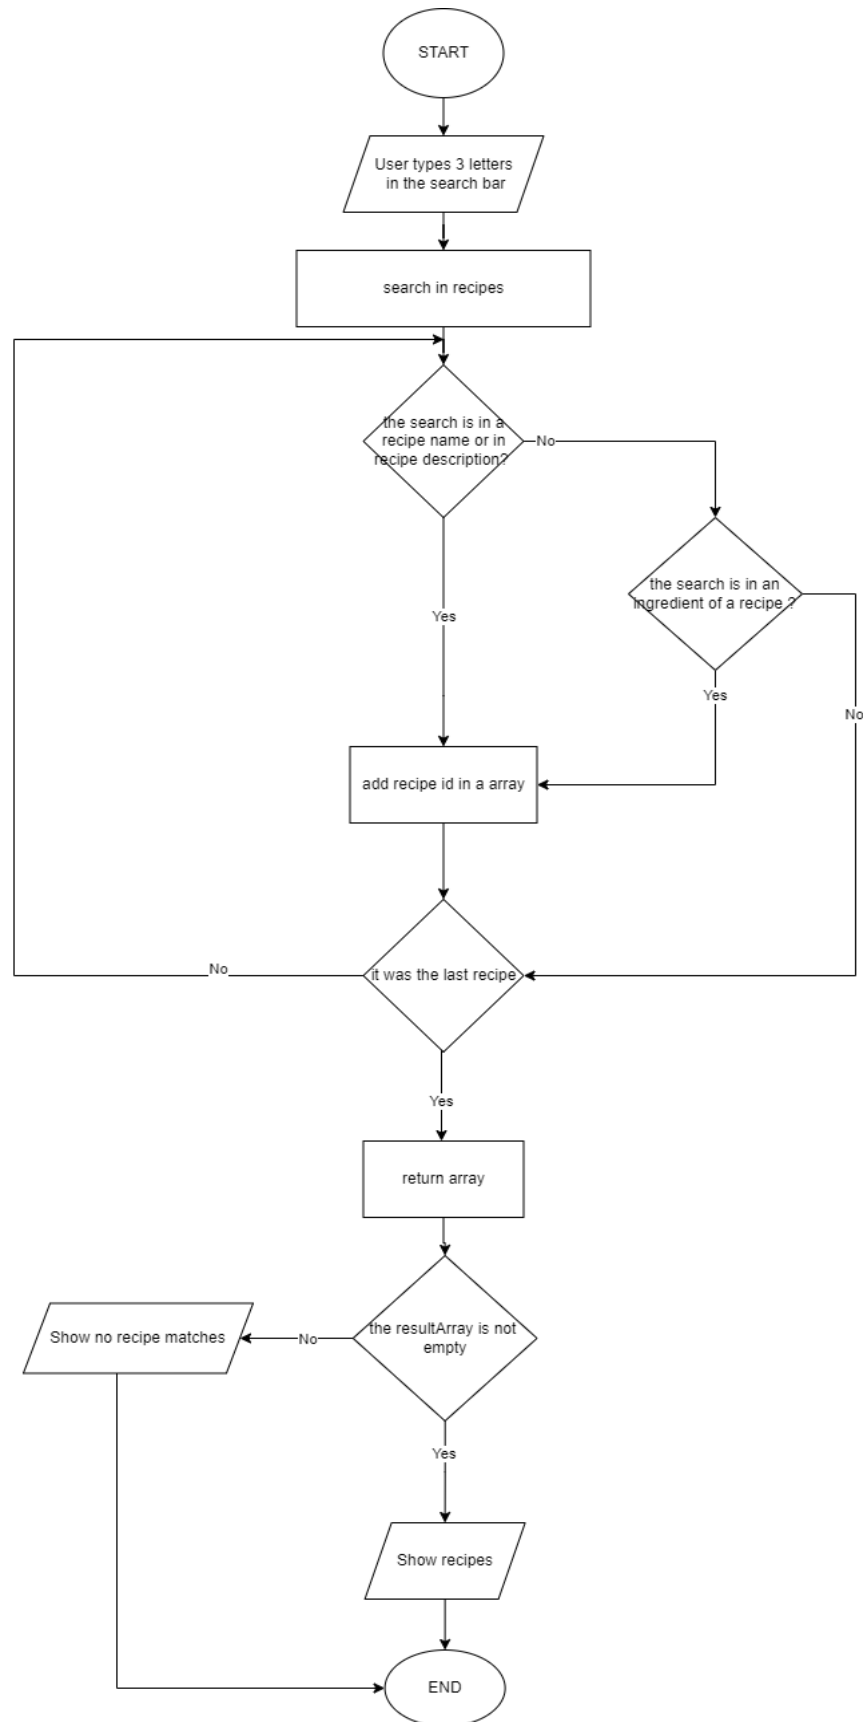 START
User types 3 letters
in the search bar
search in recipes
the search is in a
recipe name or in
recipe description?
No
the search is in an
ingredient of a recipe ?
Yes
Yes
No
add recipe id in a array
it was the last recipe
No
Yes
return array
the resultArray is not
empty
No
Show no recipe matches
Yes
Show recipes
END